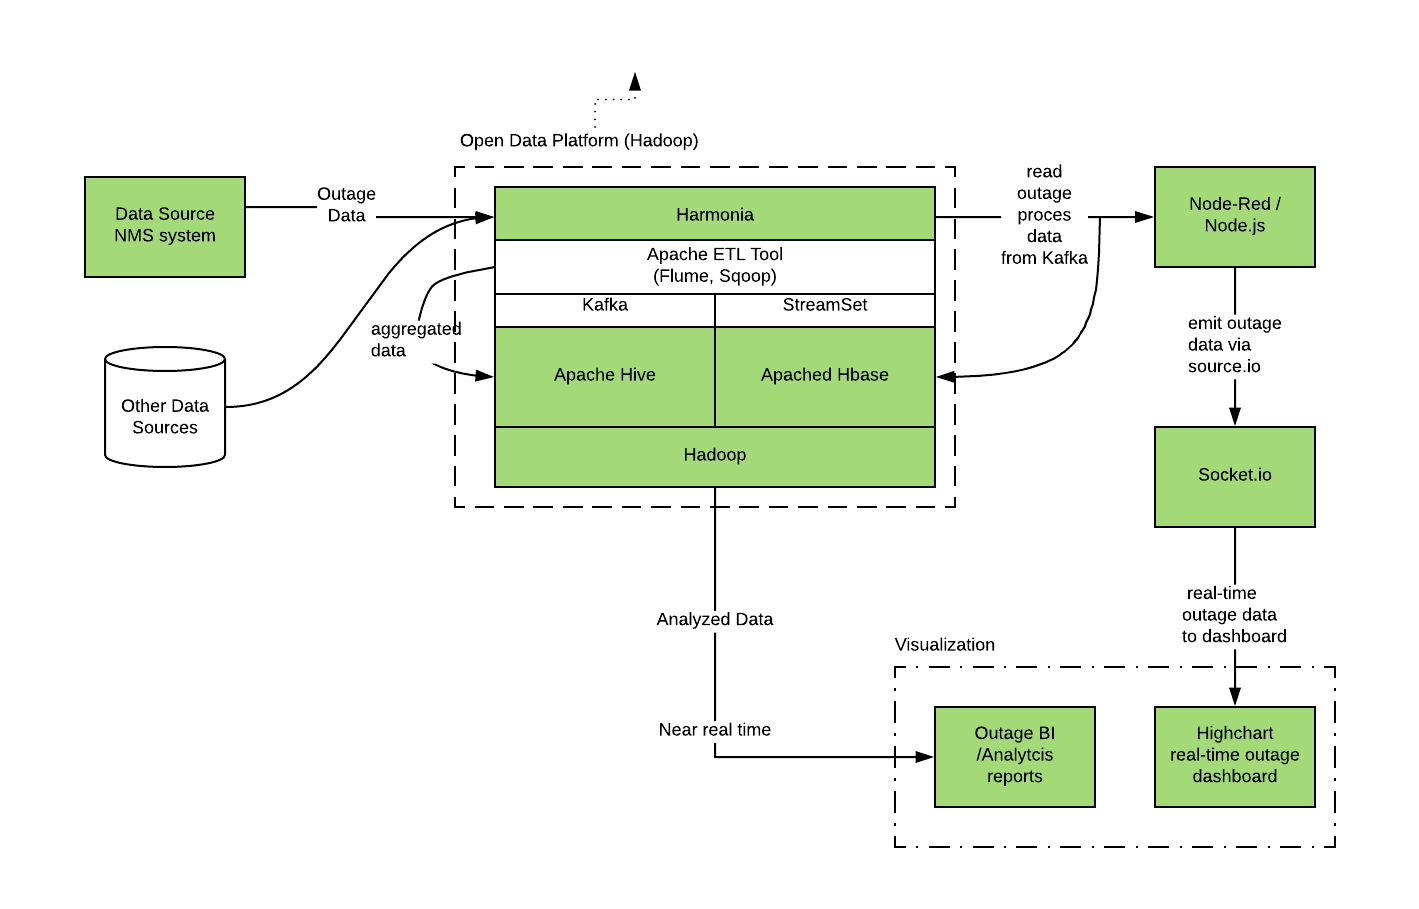 Open Data Platform (Hadoop)
Data Source
NMS system
Outage
Data
Other Data
Sources
Harmonia
Apache ETL Tool
(Flume, Sqoop)
Kafka
StreamSet
aggregated
data
Apache Hive
Apached Hbase
Hadoop
read
outage
proces
data
from Kafka
Node-Red /
Node.js
emit outage
data via
source.io
Socket.io
real-time
outage data
to dashboard
Analyzed Data
Near real time
Visualization
Outage BI
/Analytcis
reports
Highchart
real-time outage
dashboard